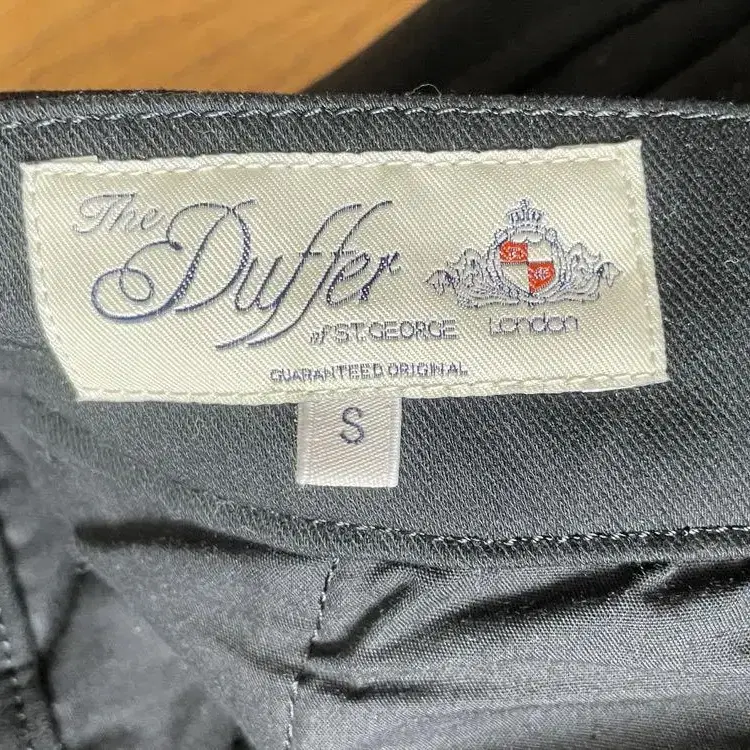 The Duffer
of ST. GEORGE
London
GUARANTEED ORIGINAL
S